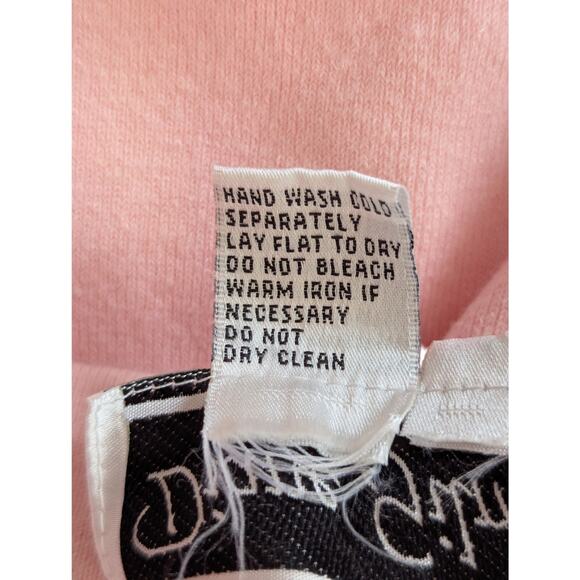 HAND WASH COLD
SEPARATELY
LAY FLAT TO DRY
DO NOT BLEACH
WARM IRON IF
NECESSARY
DO NOT
DRY CLEAN